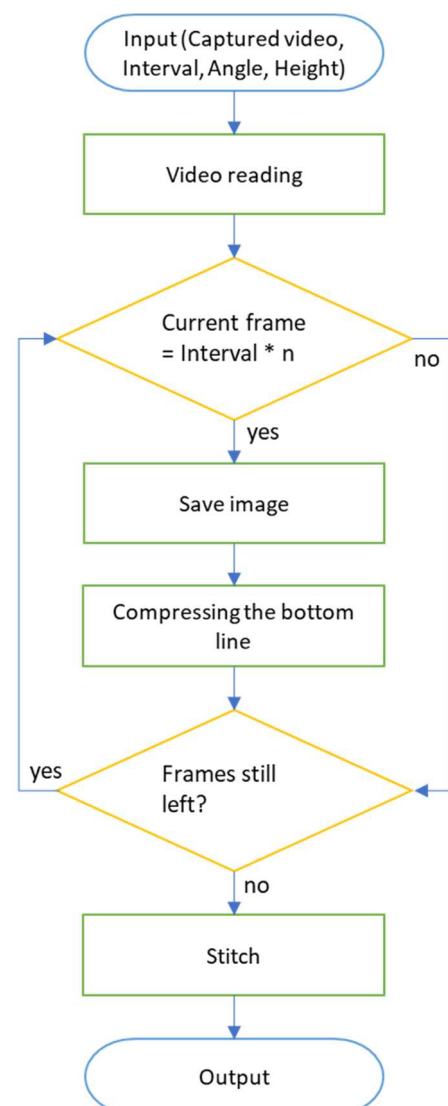 Input (Captured video,
Interval, Angle, Height)
Video reading
Current frame
= Interval * n
no
yes
Save image
Compressing the bottom
line
yes
Frames still
left?
no
Stitch
Output